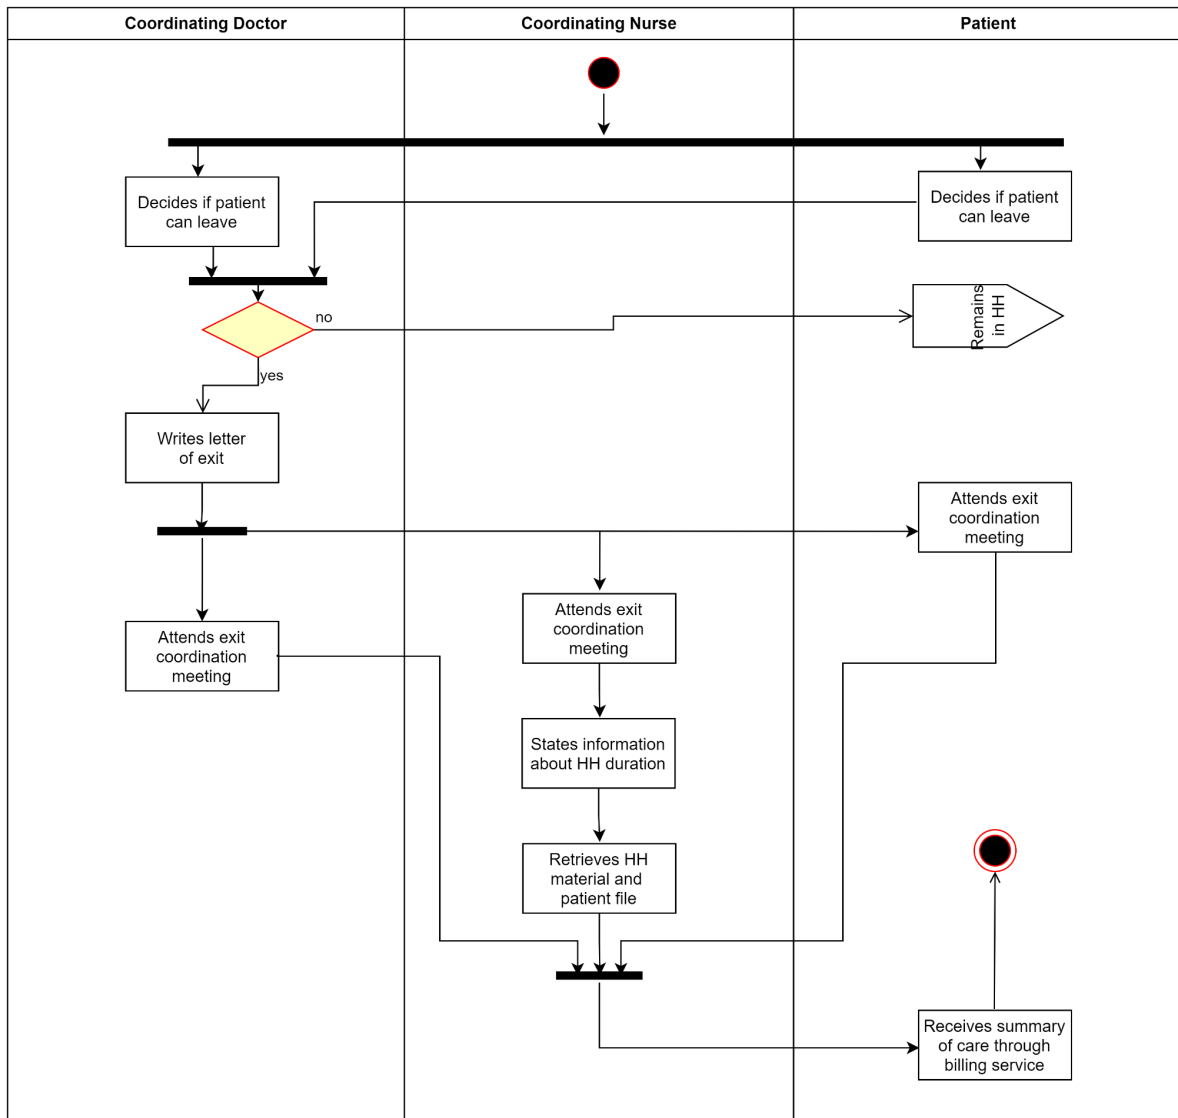 Coordinating Doctor
Coordinating Nurse
Patient
Decides if patient
can leave
Decides if patient
can leave
no
Remains
in HH
yes
Writes letter
of exit
Attends exit
coordination
meeting
Attends exit
coordination
meeting
Attends exit
coordination
meeting
States information
about HH duration
Retrieves HH
material and
patient file
Receives summary
of care through
billing service